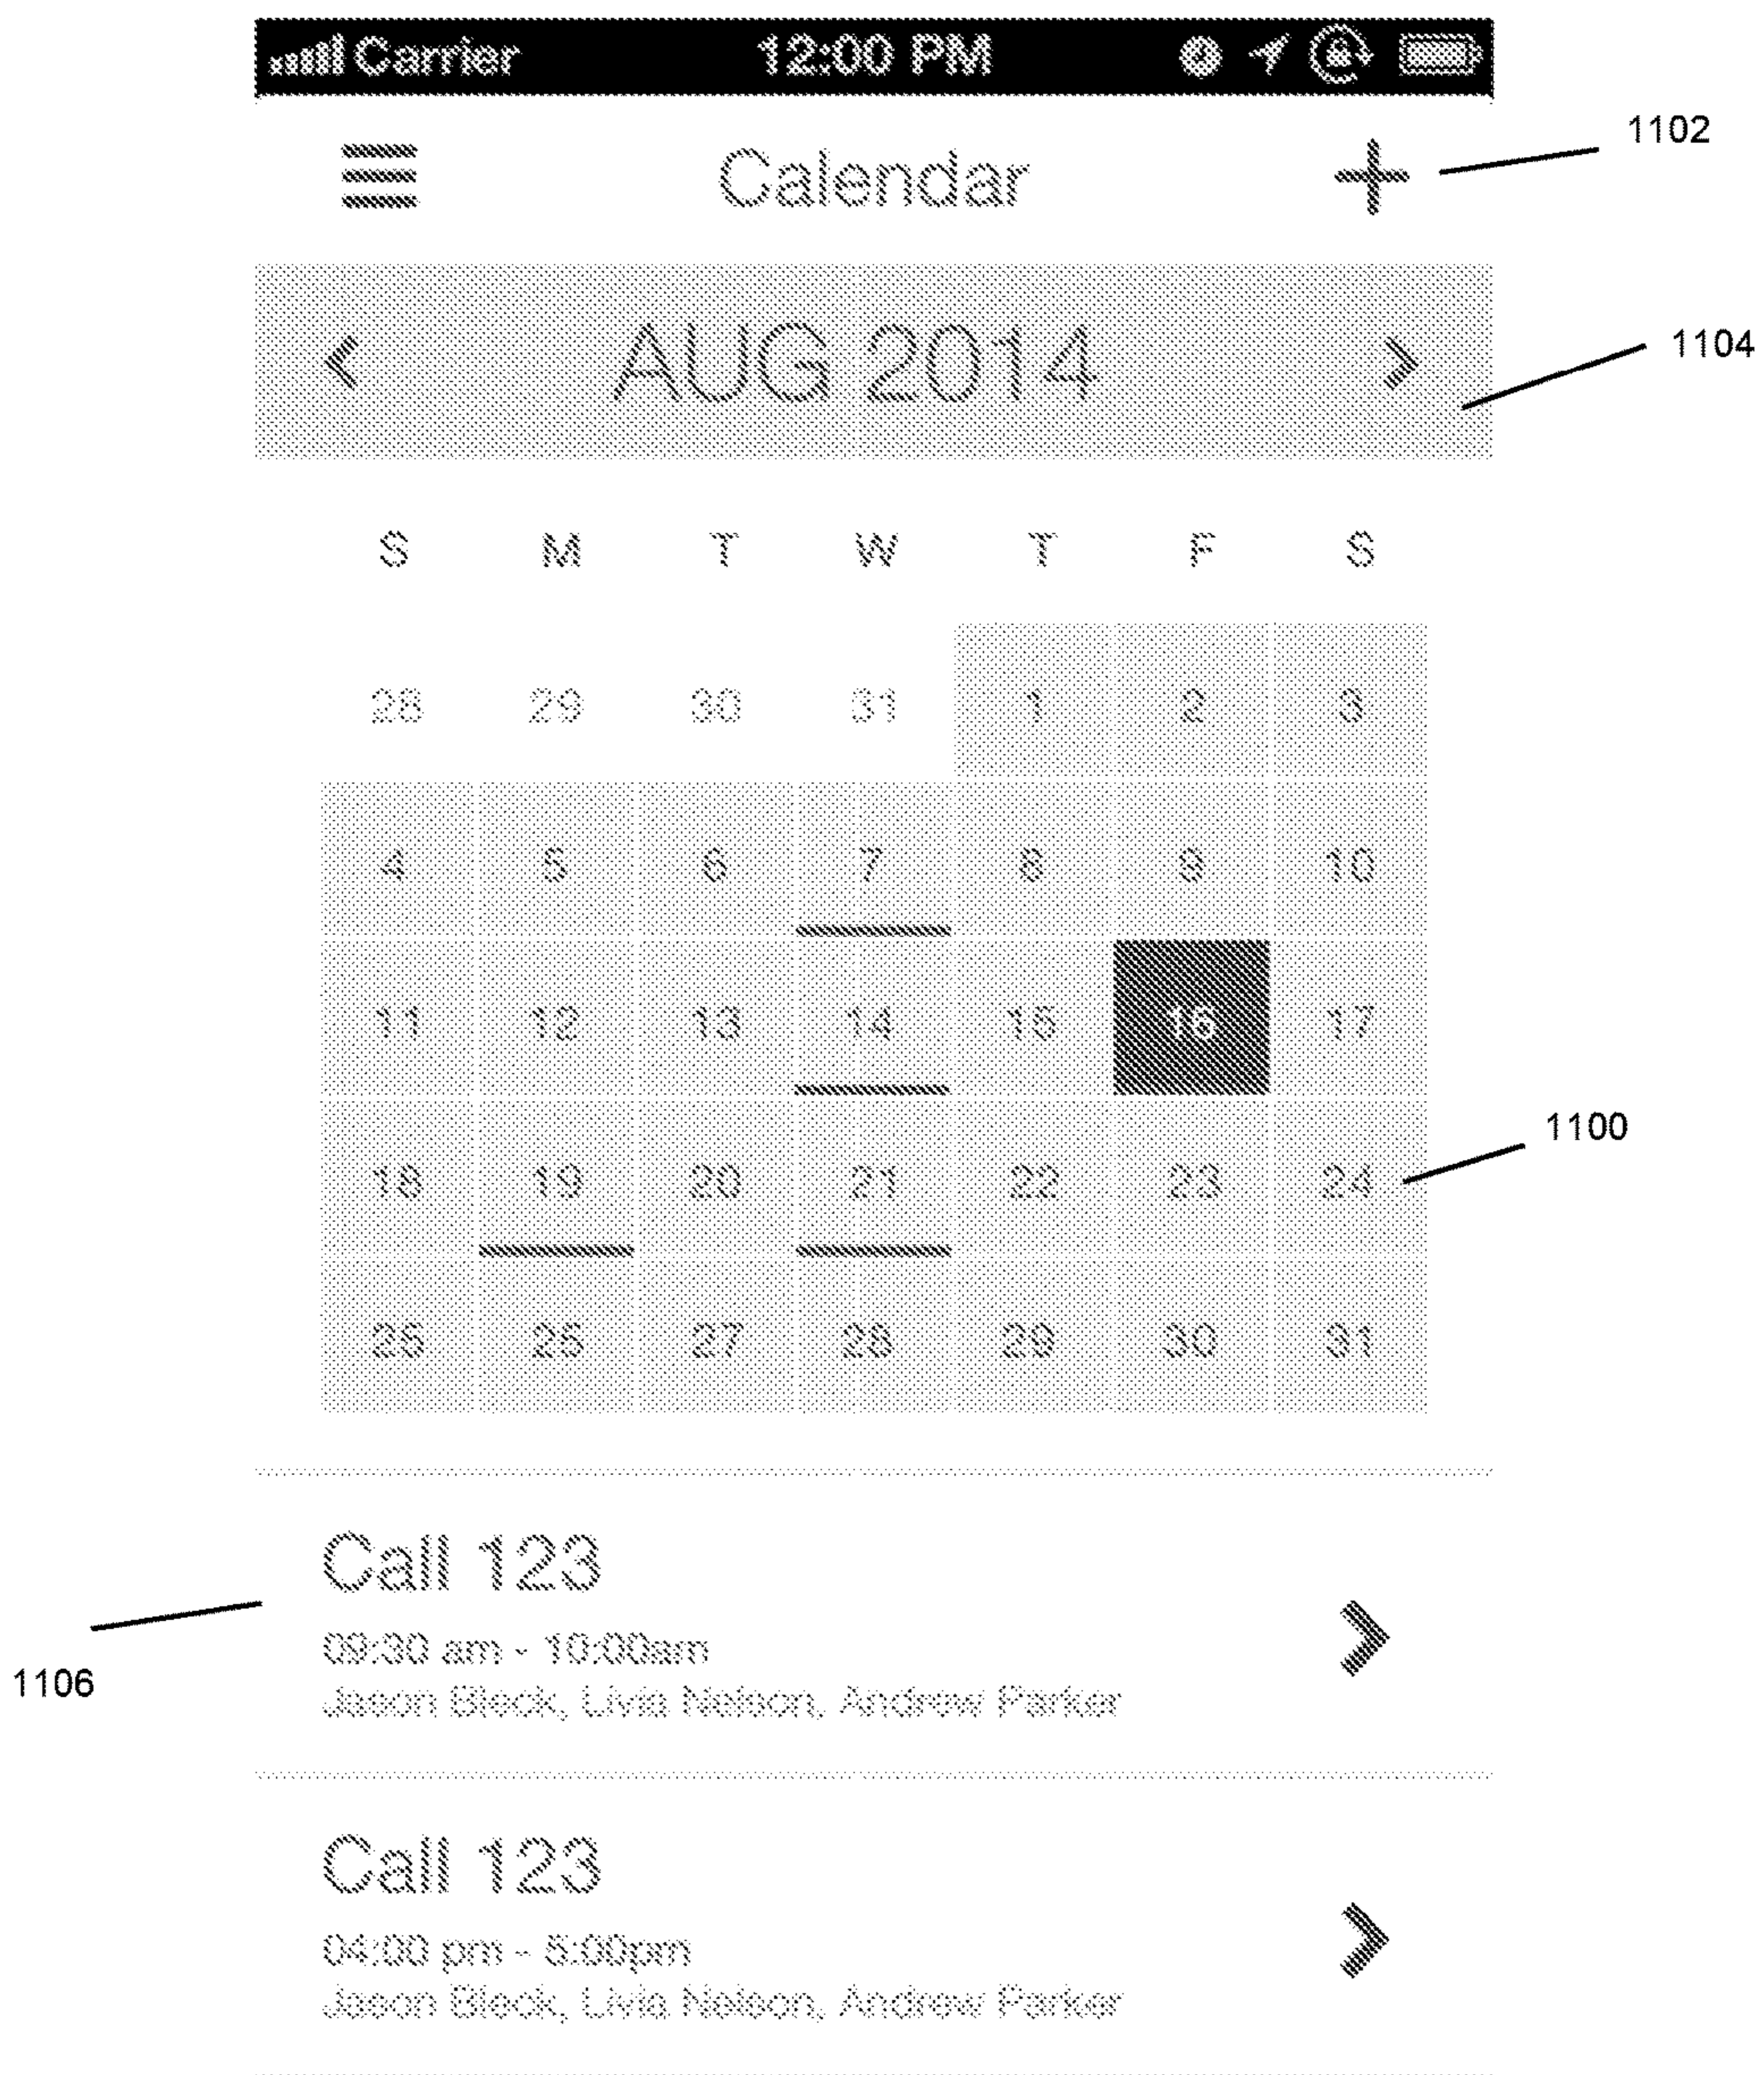 Carrier 12:00 PM
1102
Calendar
1104
AUG 2014
S M T W T F S
28 29 30 31 1 2 3
4 5 6 7 8 9 10
11 12 13 14 15 16 17
1100
18 19 20 21 22 23 24
25 26 27 28 29 30 31
Call 123
09:30 am - 10:00am
1106
Jason Bleck, Livia Nelson, Andrew Parker
Call 123
04:00 pm - 5:00pm
Jason Bleck, Livia Nelson, Andrew Parker